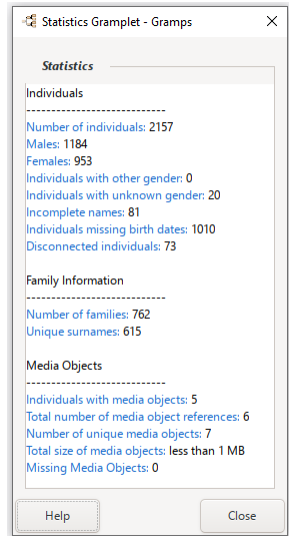 Statistics Gramplet - Gramps
Statistics
Individuals
----------------------------
Number of individuals: 2157
Males: 1184
Females: 953
Individuals with other gender: 0
Individuals with unknown gender: 20
Incomplete names: 81
Individuals missing birth dates: 1010
Disconnected individuals: 73
Family Information
----------------------------
Number of families: 762
Unique surnames: 615
Media Objects
----------------------------
Individuals with media objects: 5
Total number of media object references: 6
Number of unique media objects: 7
Total size of media objects: less than 1 MB
Missing Media Objects: 0
Help Close